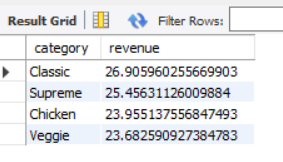 Result Grid Filter Rows:
category revenue
Classic 26.905960255669903
Supreme 25.45631126009884
Chicken 23.955137556847493
Veggie 23.682590927384783